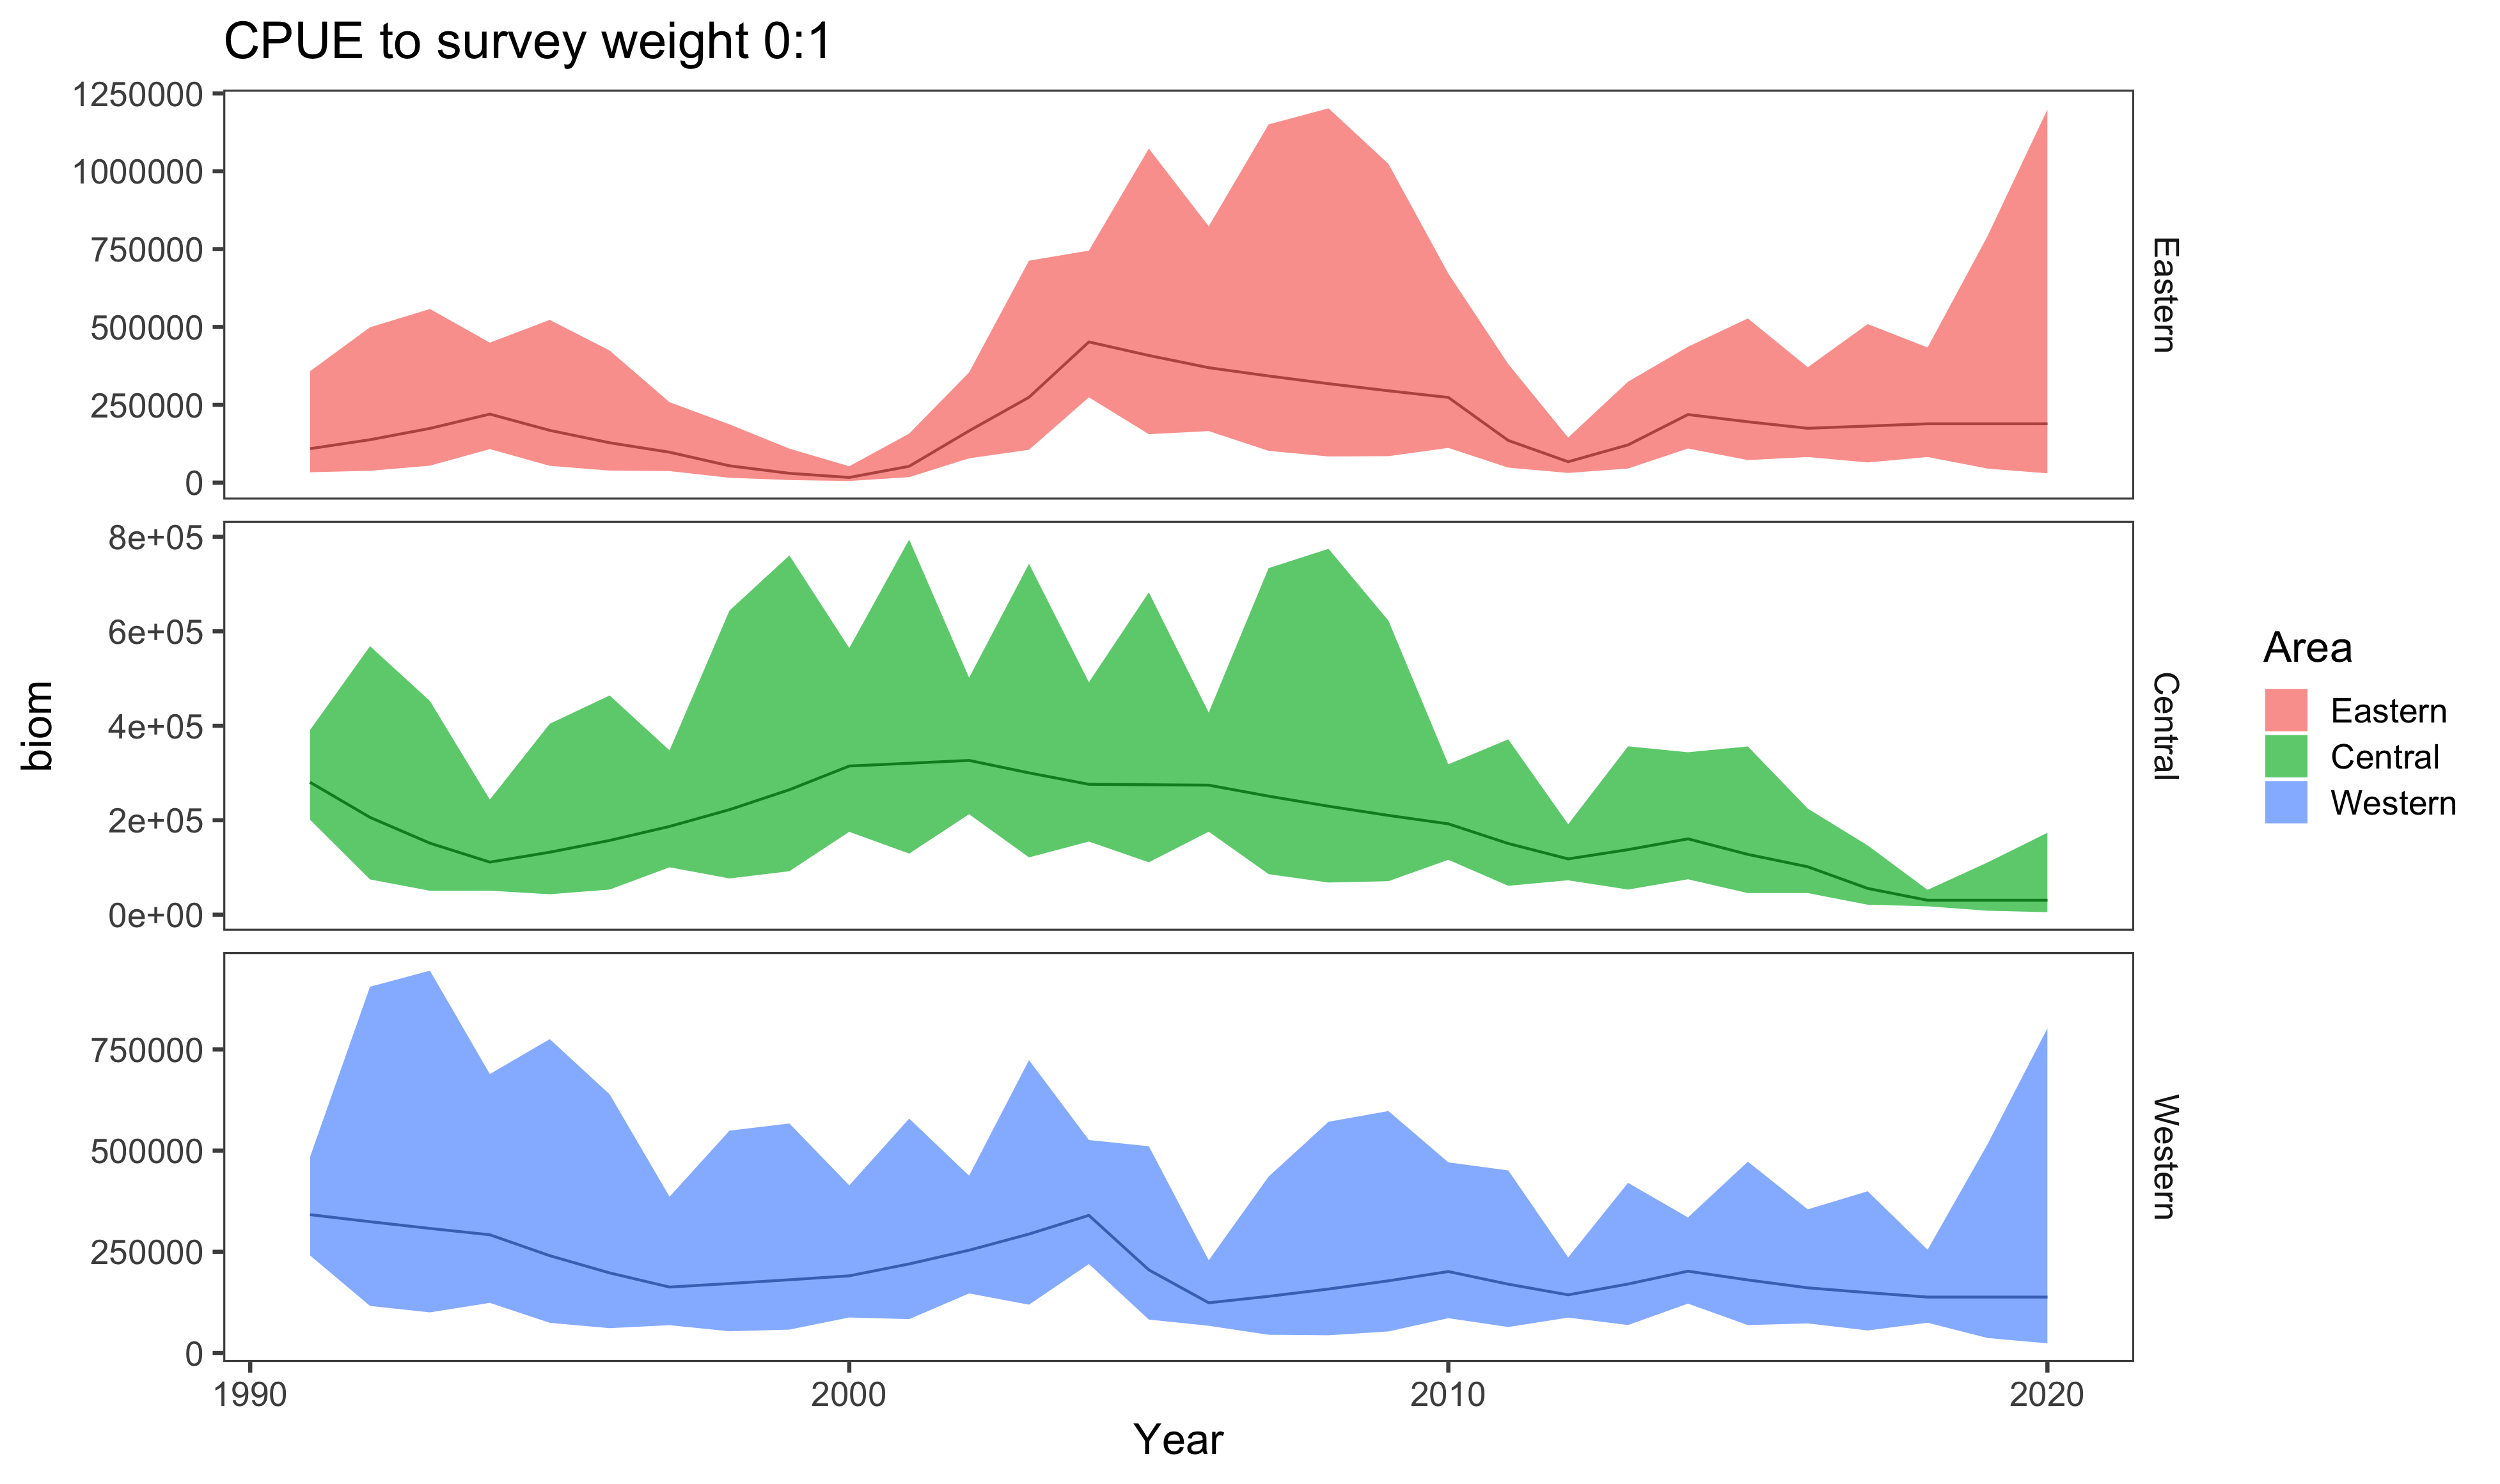 CPUE to survey weight 0:1
1250000
1000000
750000
500000
250000
0
Eastern
8e+05
6e+05
4e+05
2e+05
0e+00
Central
750000
500000
250000
0
Western
biom
1990 2000 2010 2020
Year
Area
Eastern
Central
Western